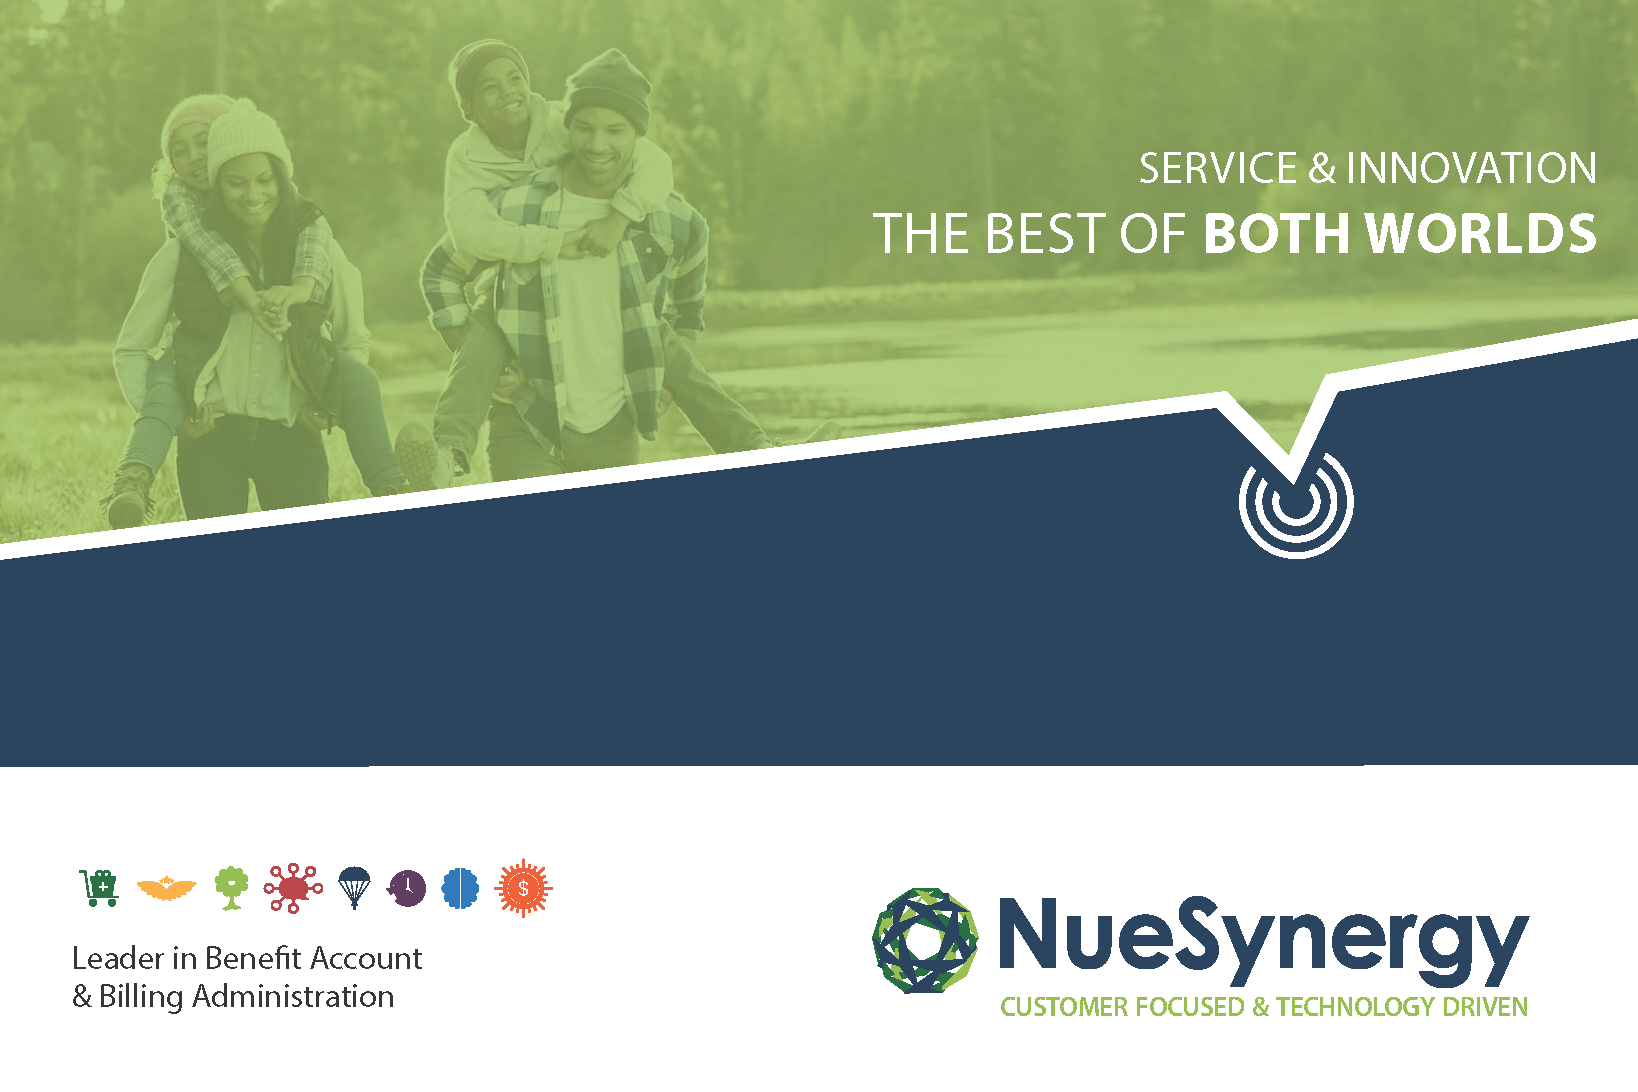 SERVICE & INNOVATION
THE BEST OF BOTH WORLDS
$
Leader in Benefit Account
& Billing Administration
NueSynergy
CUSTOMER FOCUSED & TECHNOLOGY DRIVEN